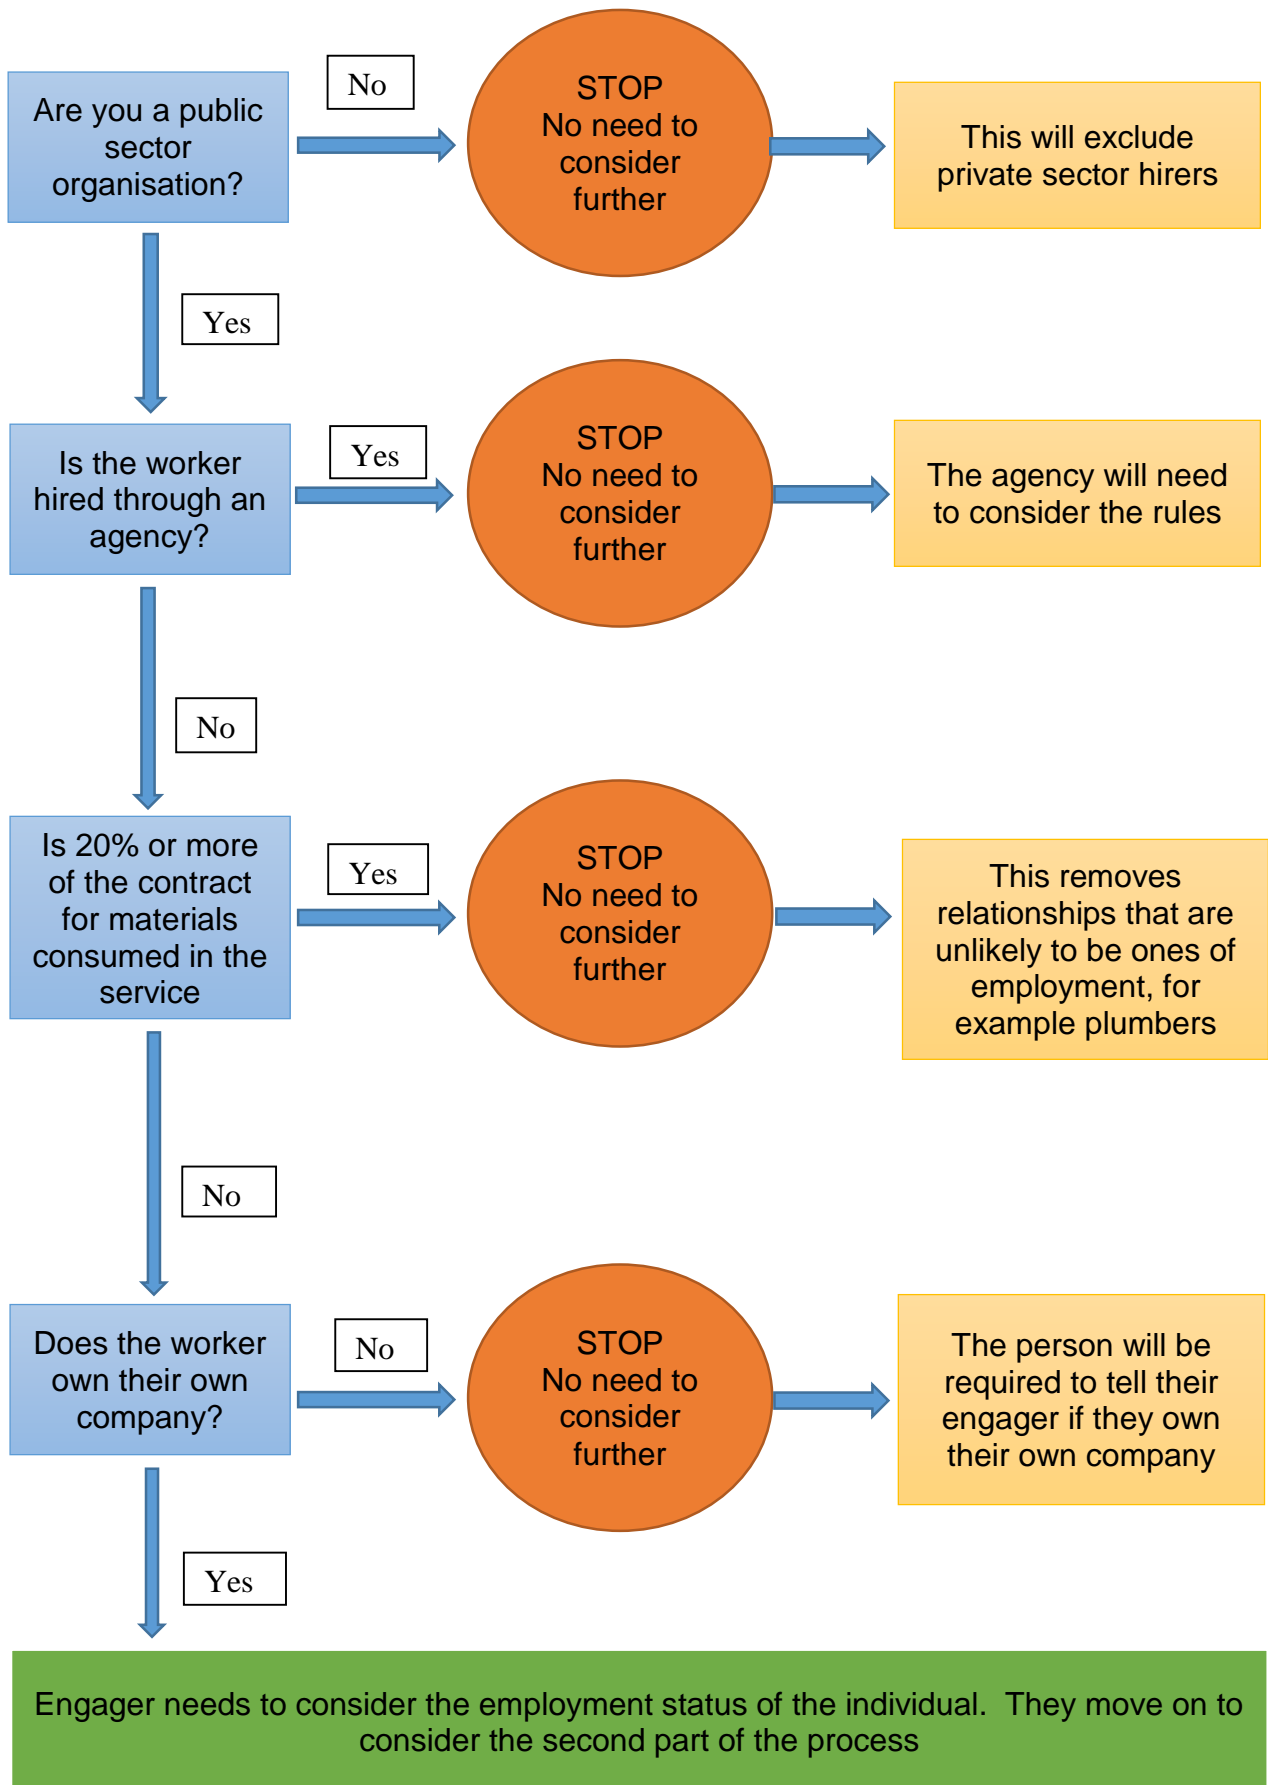 Are you a public
sector
organisation?
No
STOP
No need to
consider
further
This will exclude
private sector hirers
Yes
Is the worker
hired through an
agency?
Yes
STOP
No need to
consider
further
The agency will need
to consider the rules
No
Is 20% or more
of the contract
for materials
consumed in the
service
Yes
STOP
No need to
consider
further
This removes
relationships that are
unlikely to be ones of
employment, for
example plumbers
No
Does the worker
own their own
company?
No
STOP
No need to
consider
further
The person will be
required to tell their
engager if they own
their own company
Yes
Engager needs to consider the employment status of the individual.  They move on to
consider the second part of the process